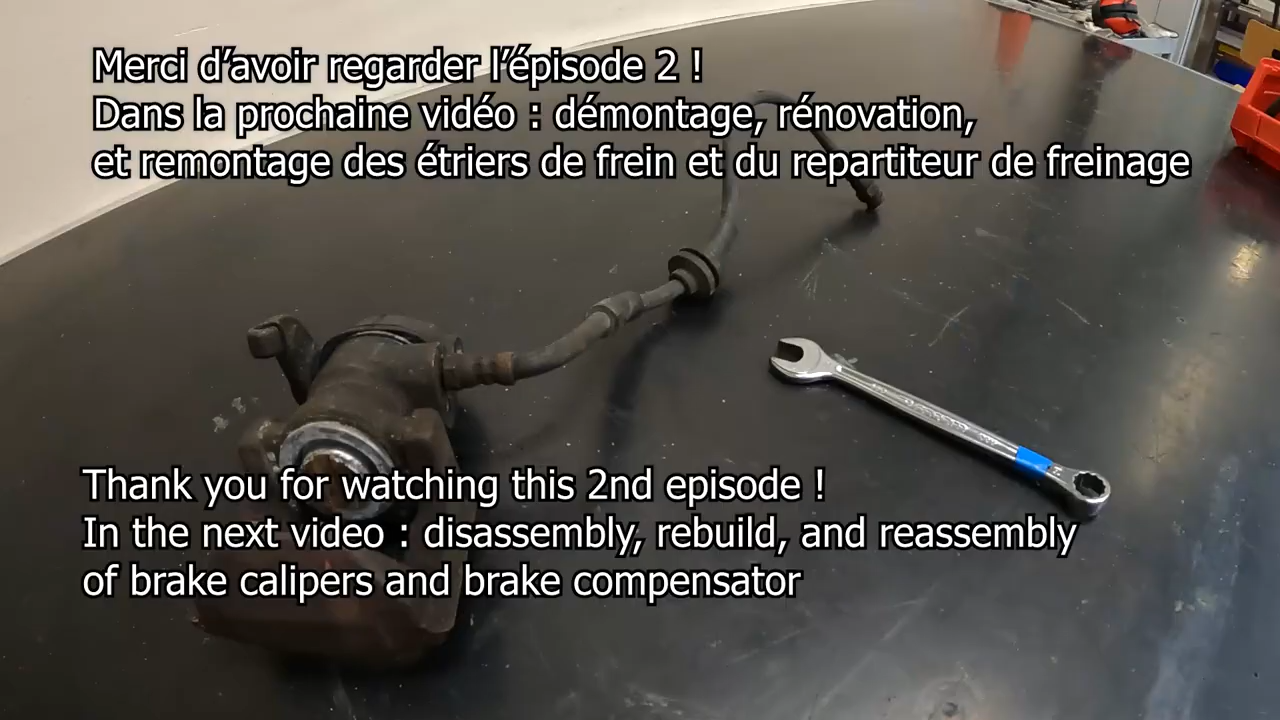 Merci d’avoir regarder l’épisode 2 !
Dans la prochaine vidéo : démontage, rénovation,
et remontage des étriers de frein et du repartiteur de freinage
Thank you for watching this 2nd episode !
In the next video : disassembly, rebuild, and reassembly
of brake calipers and brake compensator